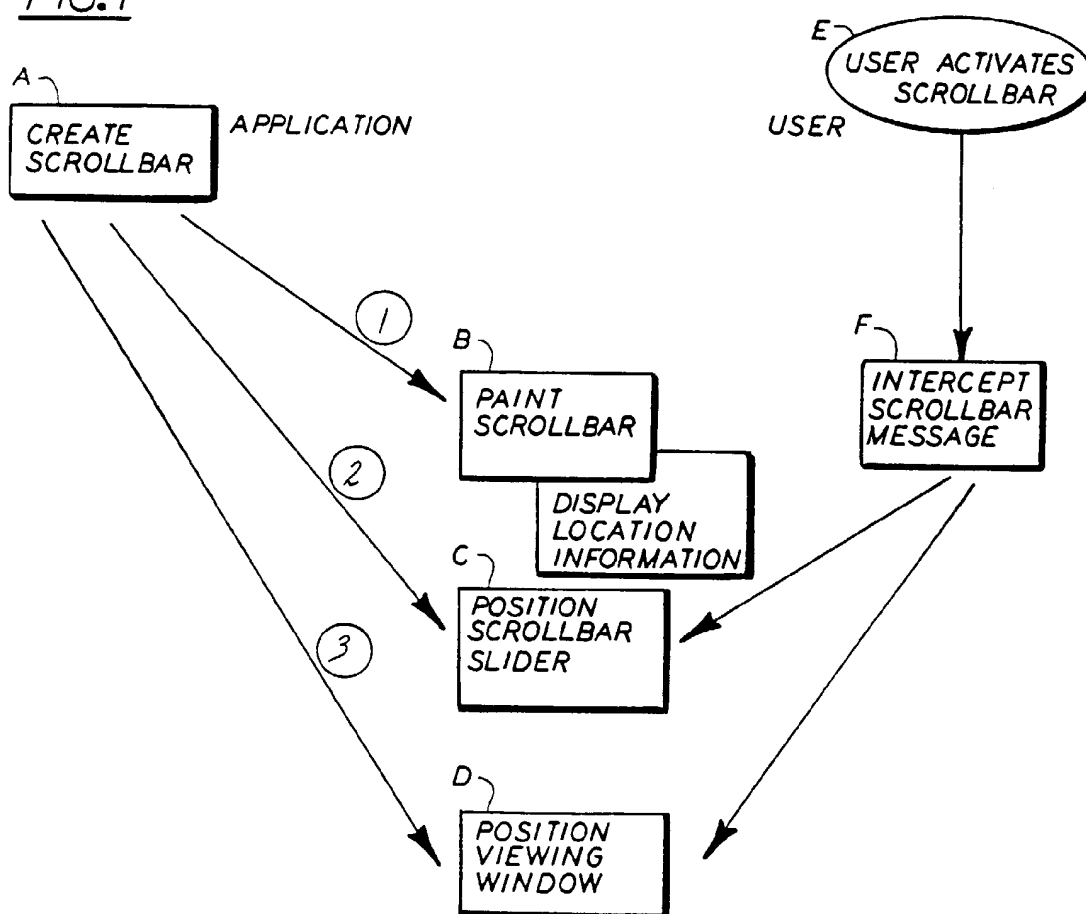 FIG.1
E
USER ACTIVATES
SCROLLBAR
USER
A
CREATE
SCROLLBAR
APPLICATION
1
B
PAINT
SCROLLBAR
F
INTERCEPT
SCROLLBAR
MESSAGE
2
DISPLAY
LOCATION
INFORMATION
C
POSITION
SCROLLBAR
SLIDER
3
D
POSITION
VIEWING
WINDOW